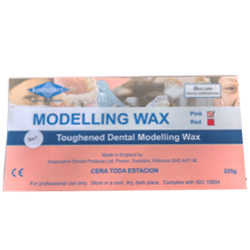 kemdent
MODELLING WAX
Pink
Red
Toughened Dental Modelling Wax
Made in England by
Associated Dental Products Ltd, Purton, Swindon, Wiltshire SN5 4HT UK
CERA TODA ESTACION
225g
For professional use only. Store in a cool, dry, dark place. Complies with ISO 15854